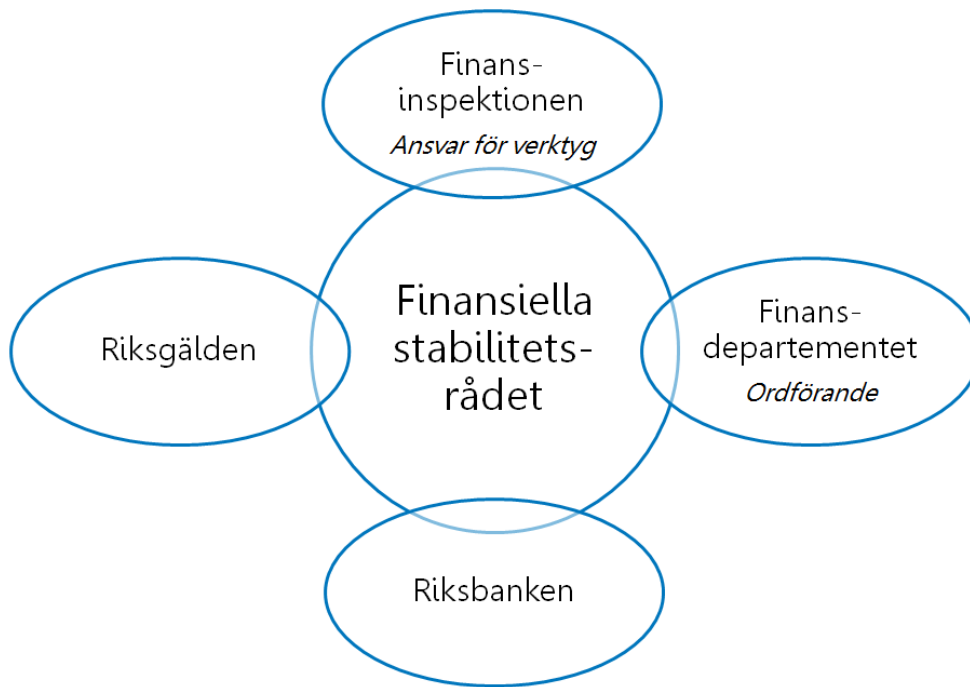 Finans-
inspektionen
Ansvar för verktyg
Riksgälden
Finansiella
stabilitets-
rådet
Finans-
departementet
Ordförande
Riksbanken